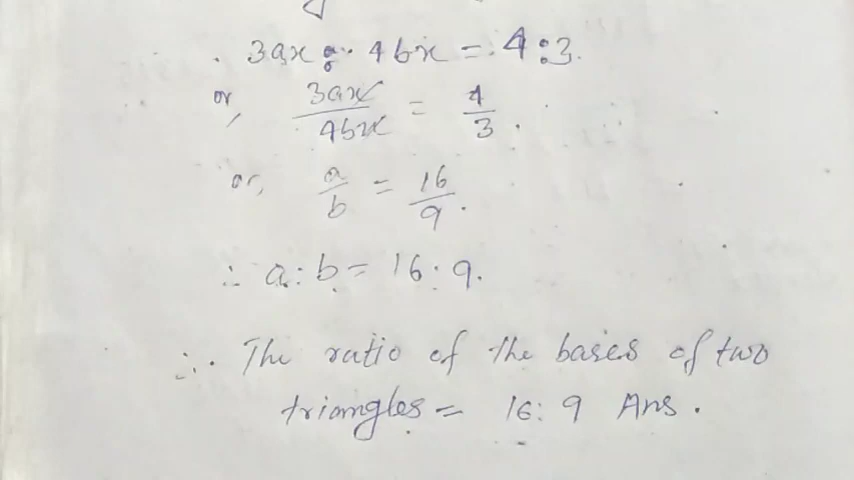 . 3ax : 4bx = 4 : 3.
or, 3ax/4bx = 4/3.
or, a/b = 16/9.
∴ a : b = 16 : 9.
∴ The ratio of the bases of two
triangles = 16 : 9 Ans.